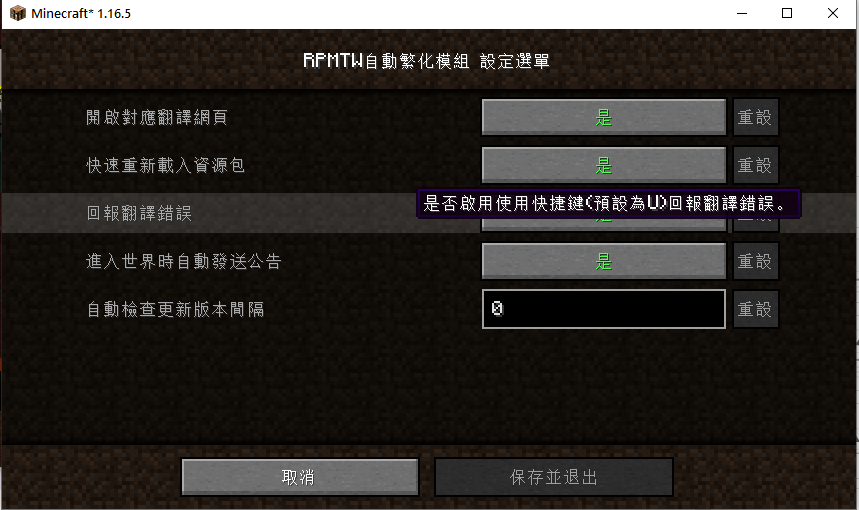 Minecraft* 1.16.5
RPMTW自動繁化模組 設定選單
開啟對應翻譯網頁 是 重設
快速重新載入資源包 是 重設
是否啟用使用快捷鍵(預設為U)回報翻譯錯誤。
回報翻譯錯誤
進入世界時自動發送公告 是 重設
自動檢查更新版本間隔 0 重設
取消 保存並退出